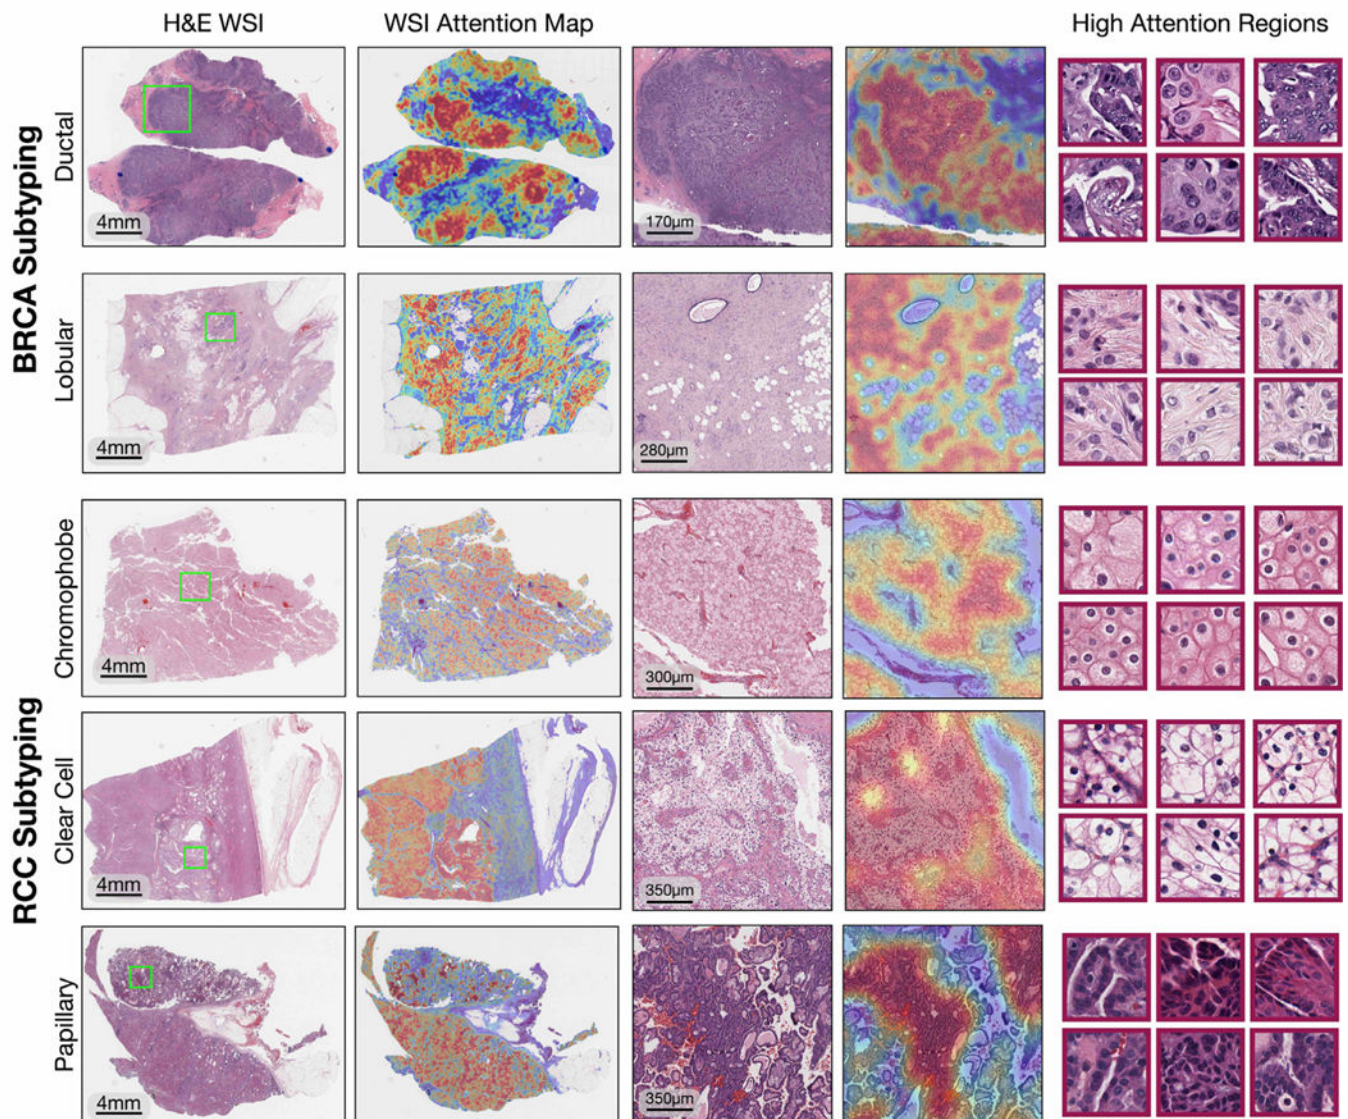 H&E WSI
WSI Attention Map
High Attention Regions
BRCA Subtyping
Ductal
4mm
170µm
Lobular
4mm
280µm
RCC Subtyping
Chromophobe
4mm
300µm
Clear Cell
4mm
350µm
Papillary
4mm
350µm